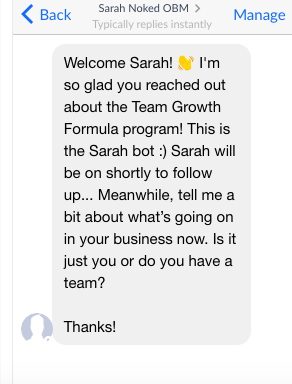 Back
Sarah Noked OBM >
Typically replies instantly
Manage
Welcome Sarah! 👋 I'm
so glad you reached out
about the Team Growth
Formula program! This is
the Sarah bot :) Sarah will
be on shortly to follow
up... Meanwhile, tell me a
bit about what’s going on
in your business now. Is it
just you or do you have a
team?
Thanks!